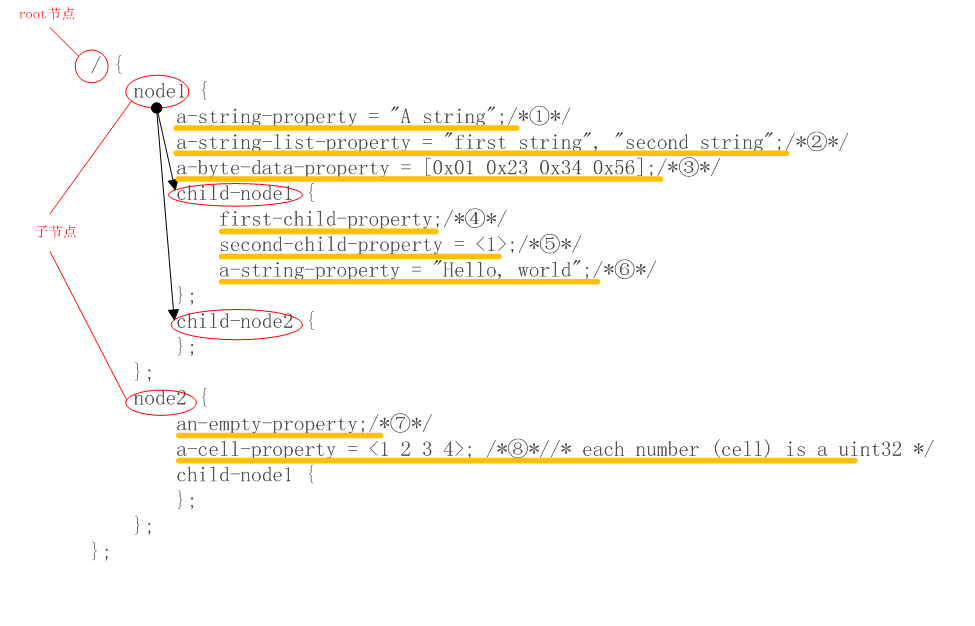 root节点
/ {
node1 {
a-string-property = "A string";/*①*/
a-string-list-property = "first string", "second string";/*②*/
a-byte-data-property = [0x01 0x23 0x34 0x56];/*③*/
child-node1 {
first-child-property;/*④*/
子节点
second-child-property = <1>;/*⑤*/
a-string-property = "Hello, world";/*⑥*/
};
child-node2 {
};
};
node2 {
an-empty-property;/*⑦*/
a-cell-property = <1 2 3 4>; /*⑧*//* each number (cell) is a uint32 */
child-node1 {
};
};
};